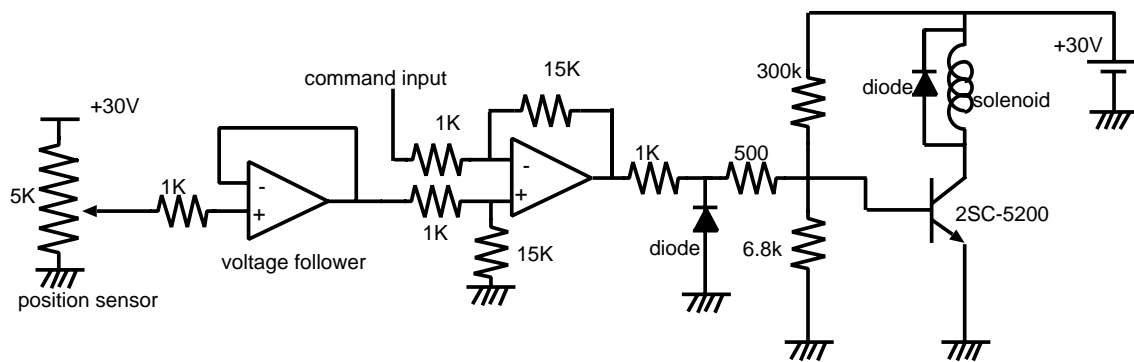 +30V
5K
position sensor
1K
-
+
voltage follower
command input
1K
1K
15K
-
+
15K
1K
diode
500
300k
6.8k
diode
solenoid
2SC-5200
+30V